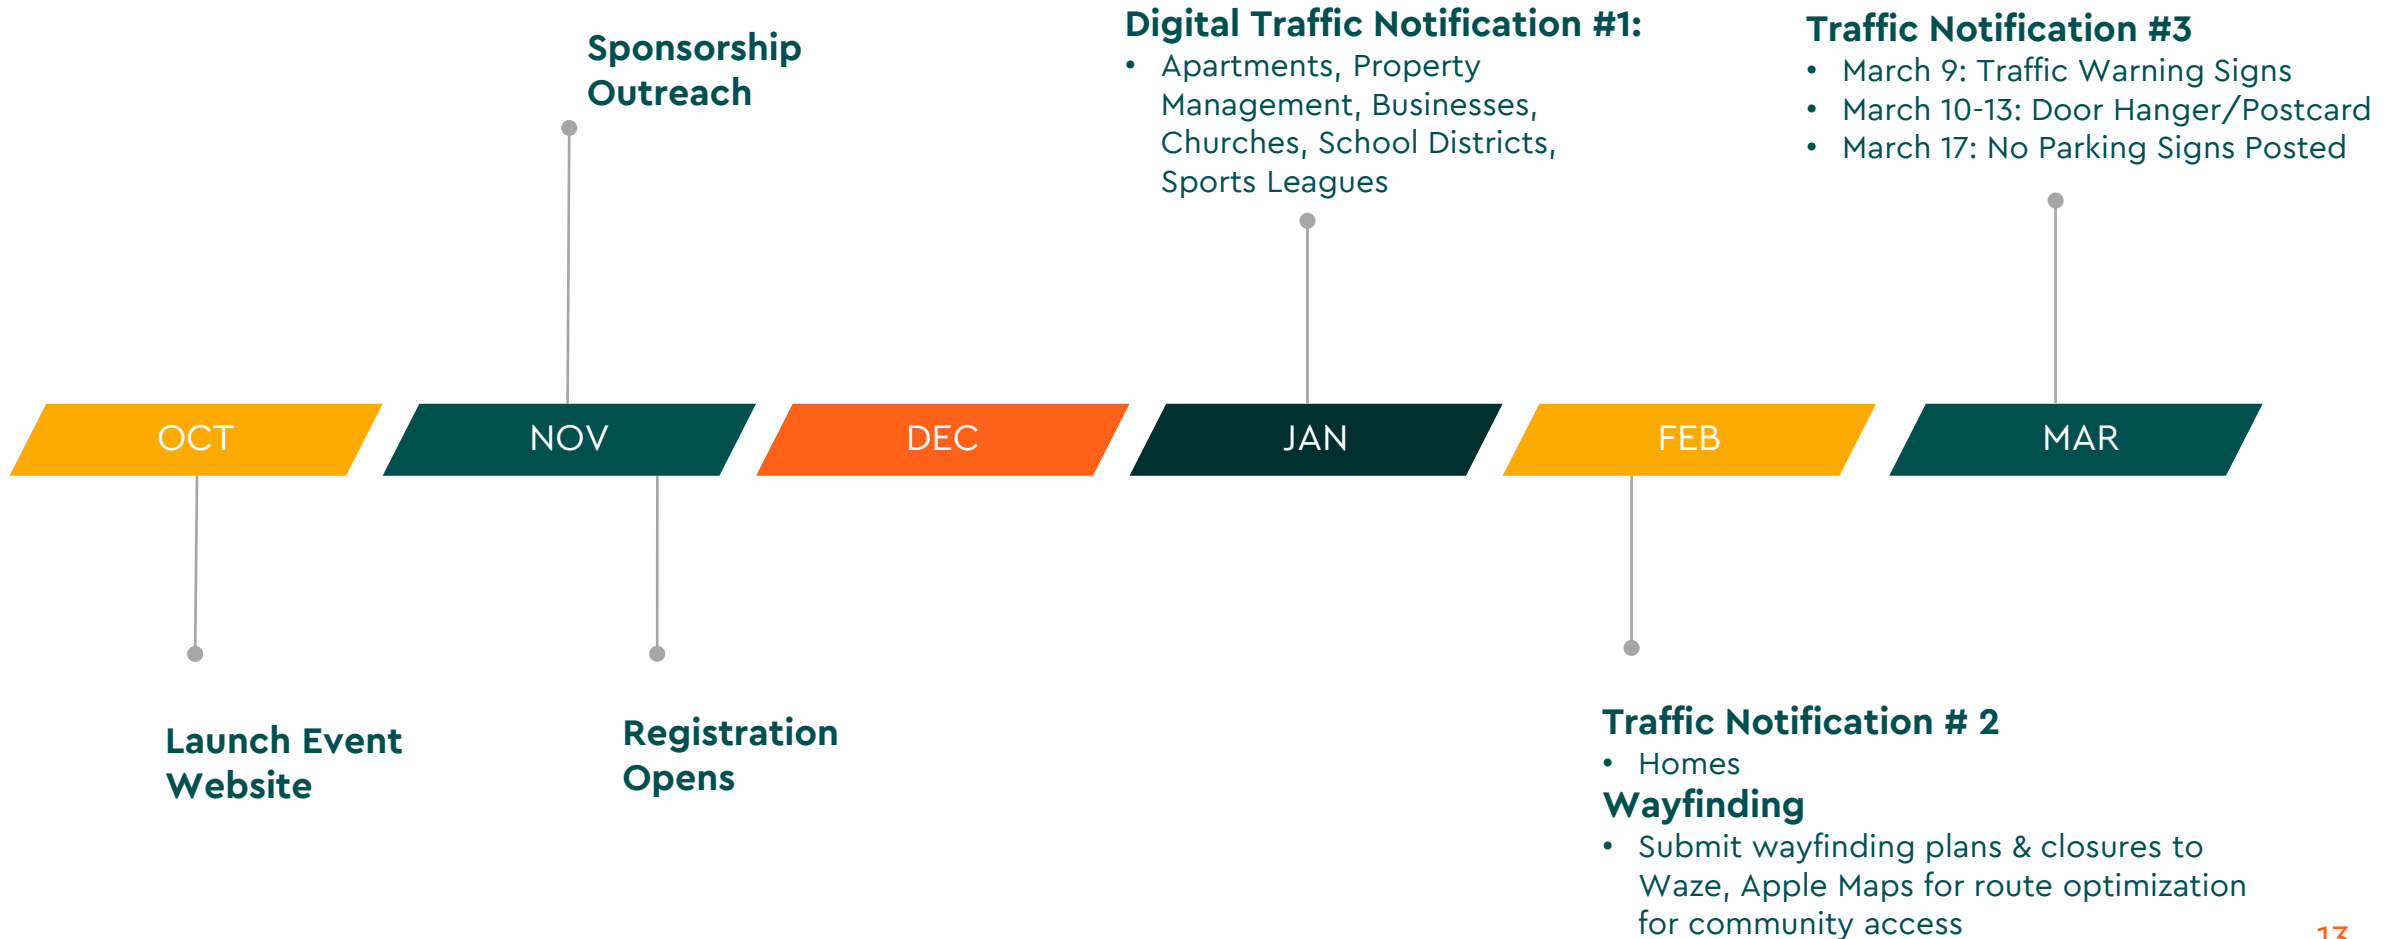 Sponsorship
Outreach
Digital Traffic Notification #1:
• Apartments, Property
Management, Businesses,
Churches, School Districts,
Sports Leagues
Traffic Notification #3
• March 9: Traffic Warning Signs
• March 10-13: Door Hanger/Postcard
• March 17: No Parking Signs Posted
OCT
NOV
DEC
JAN
FEB
MAR
Launch Event
Website
Registration
Opens
Traffic Notification # 2
• Homes
Wayfinding
• Submit wayfinding plans & closures to
Waze, Apple Maps for route optimization
for community access
13